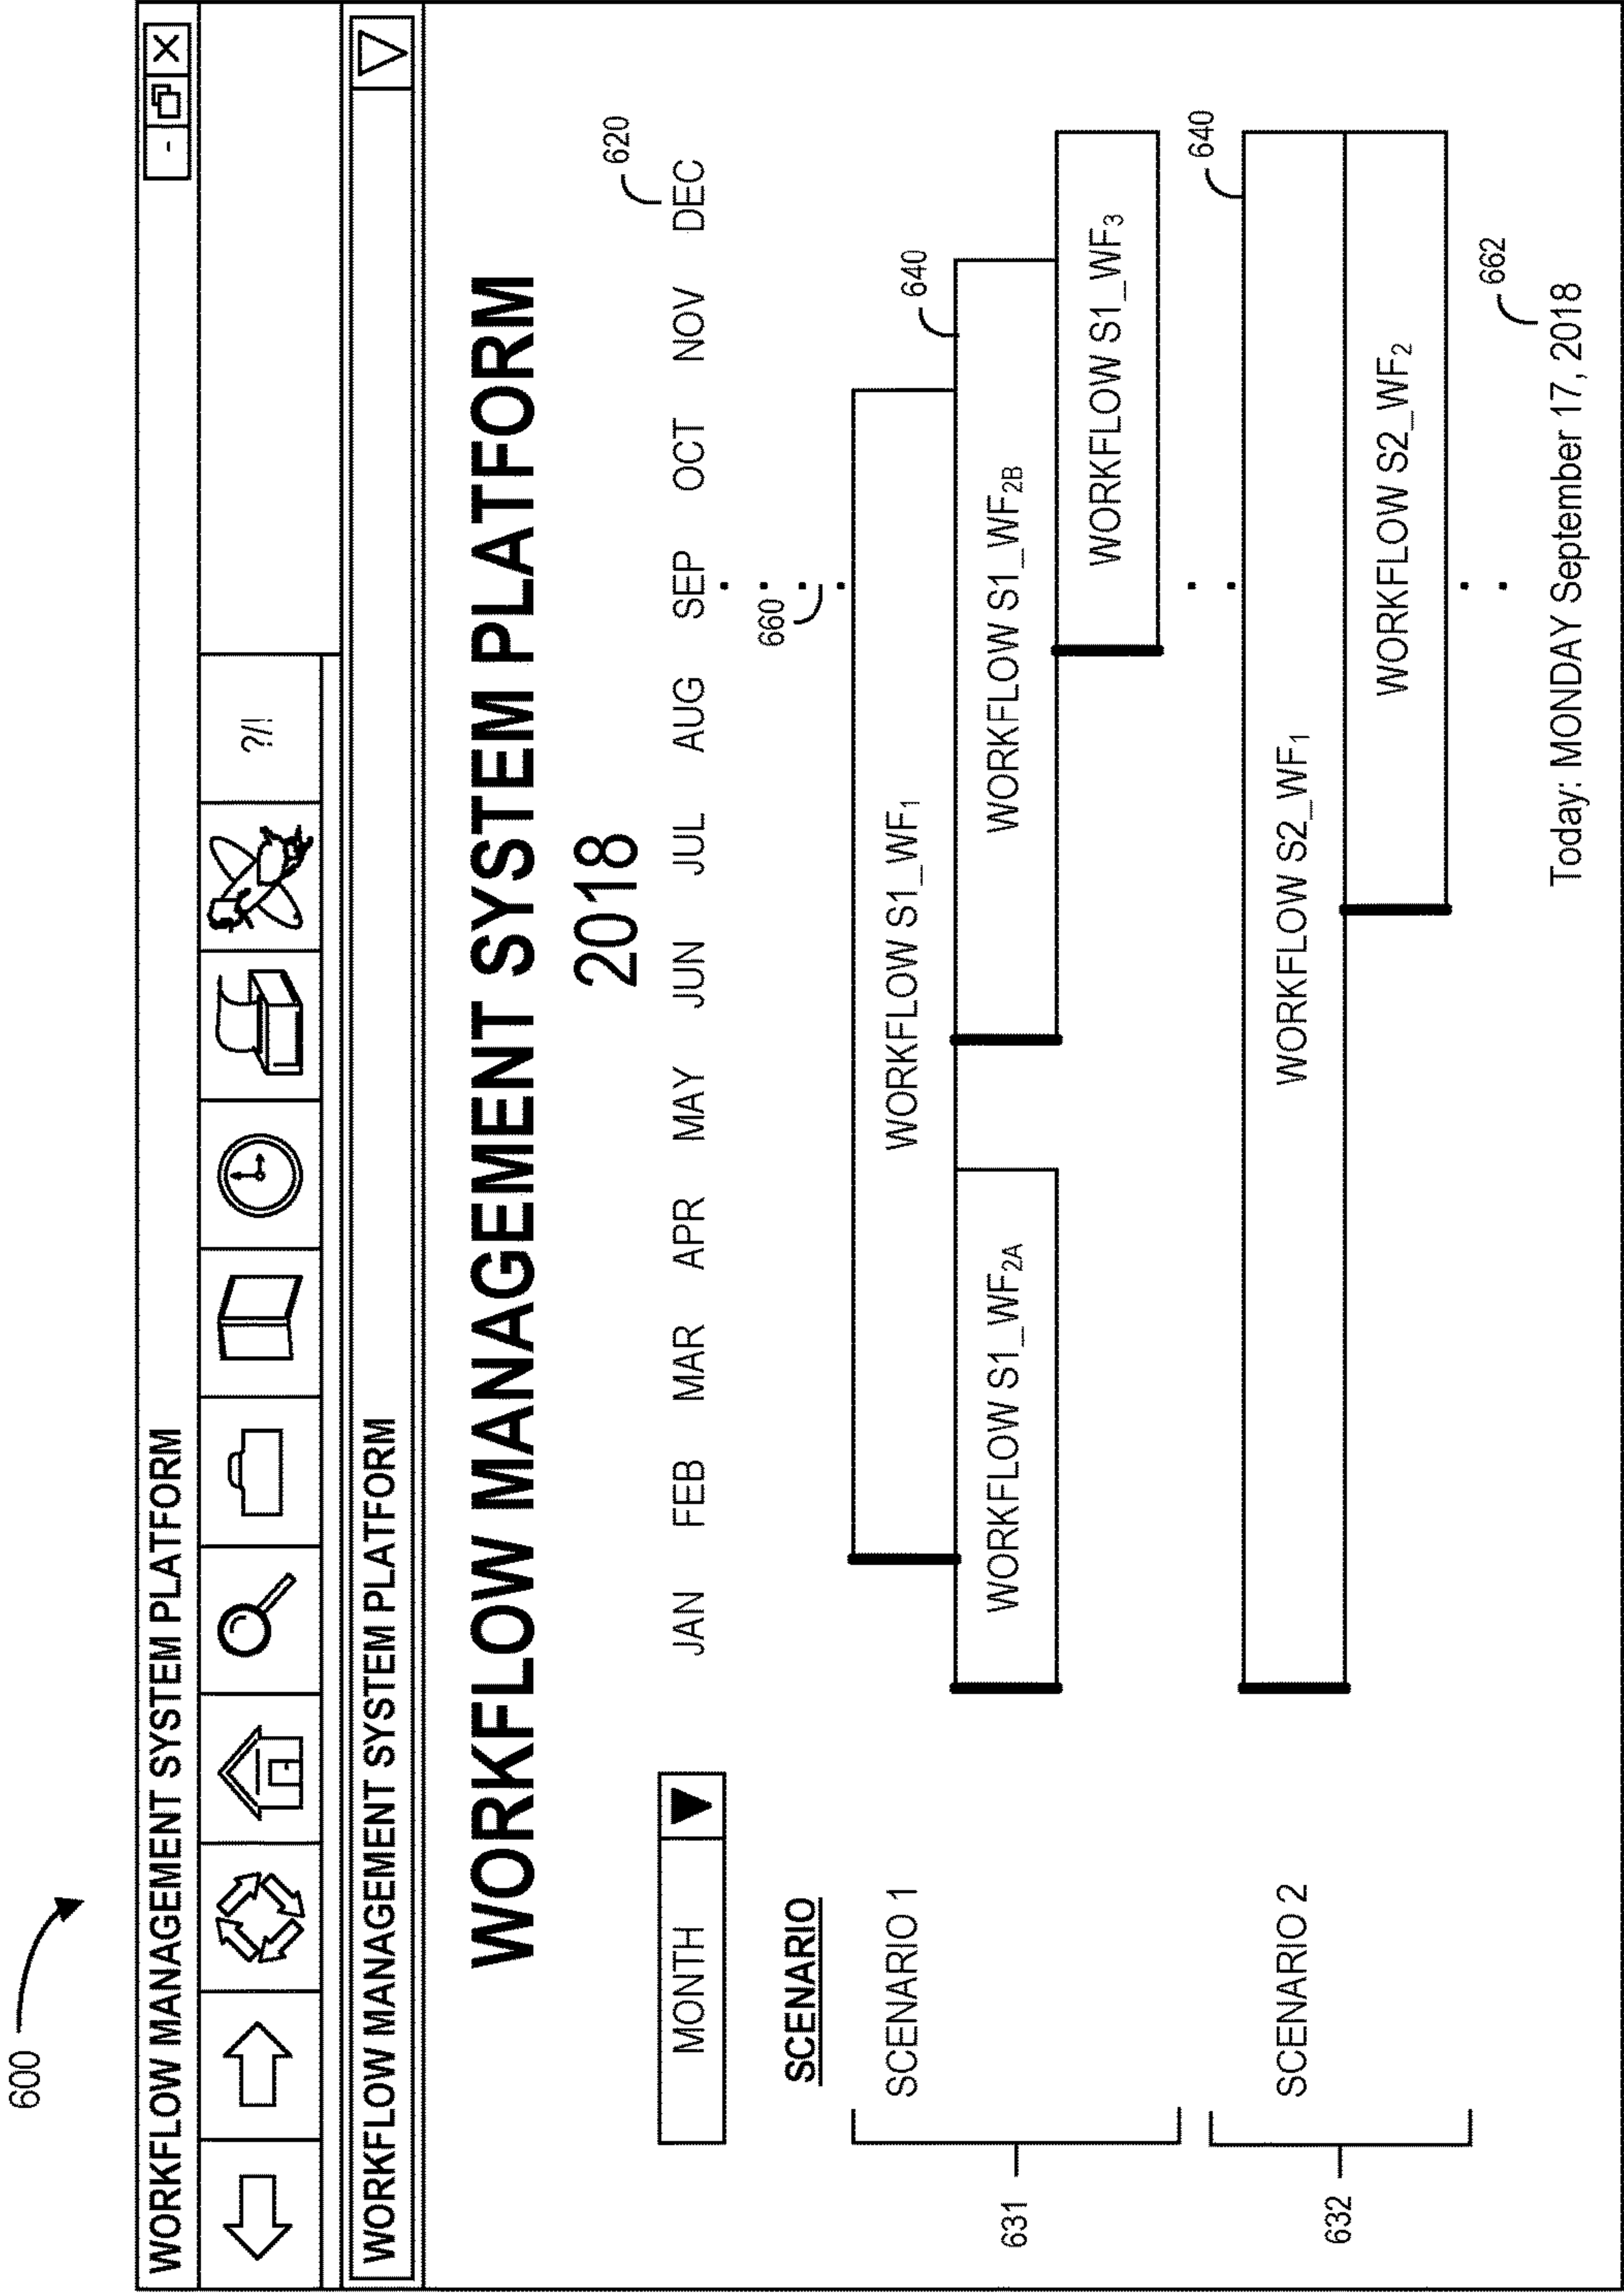 600
WORKFLOW MANAGEMENT SYSTEM PLATFORM
- X
?/!
WORKFLOW MANAGEMENT SYSTEM PLATFORM
WORKFLOW MANAGEMENT SYSTEM PLATFORM
2018
620
MONTH JAN FEB MAR APR MAY JUN JUL AUG SEP OCT NOV DEC
SCENARIO
660
631
SCENARIO 1
WORKFLOW S1_WF1
640
WORKFLOW S1_WF2A WORKFLOW S1_WF2B
WORKFLOW S1_WF3
640
632
SCENARIO 2
WORKFLOW S2_WF1
WORKFLOW S2_WF2
662
Today: MONDAY September 17, 2018